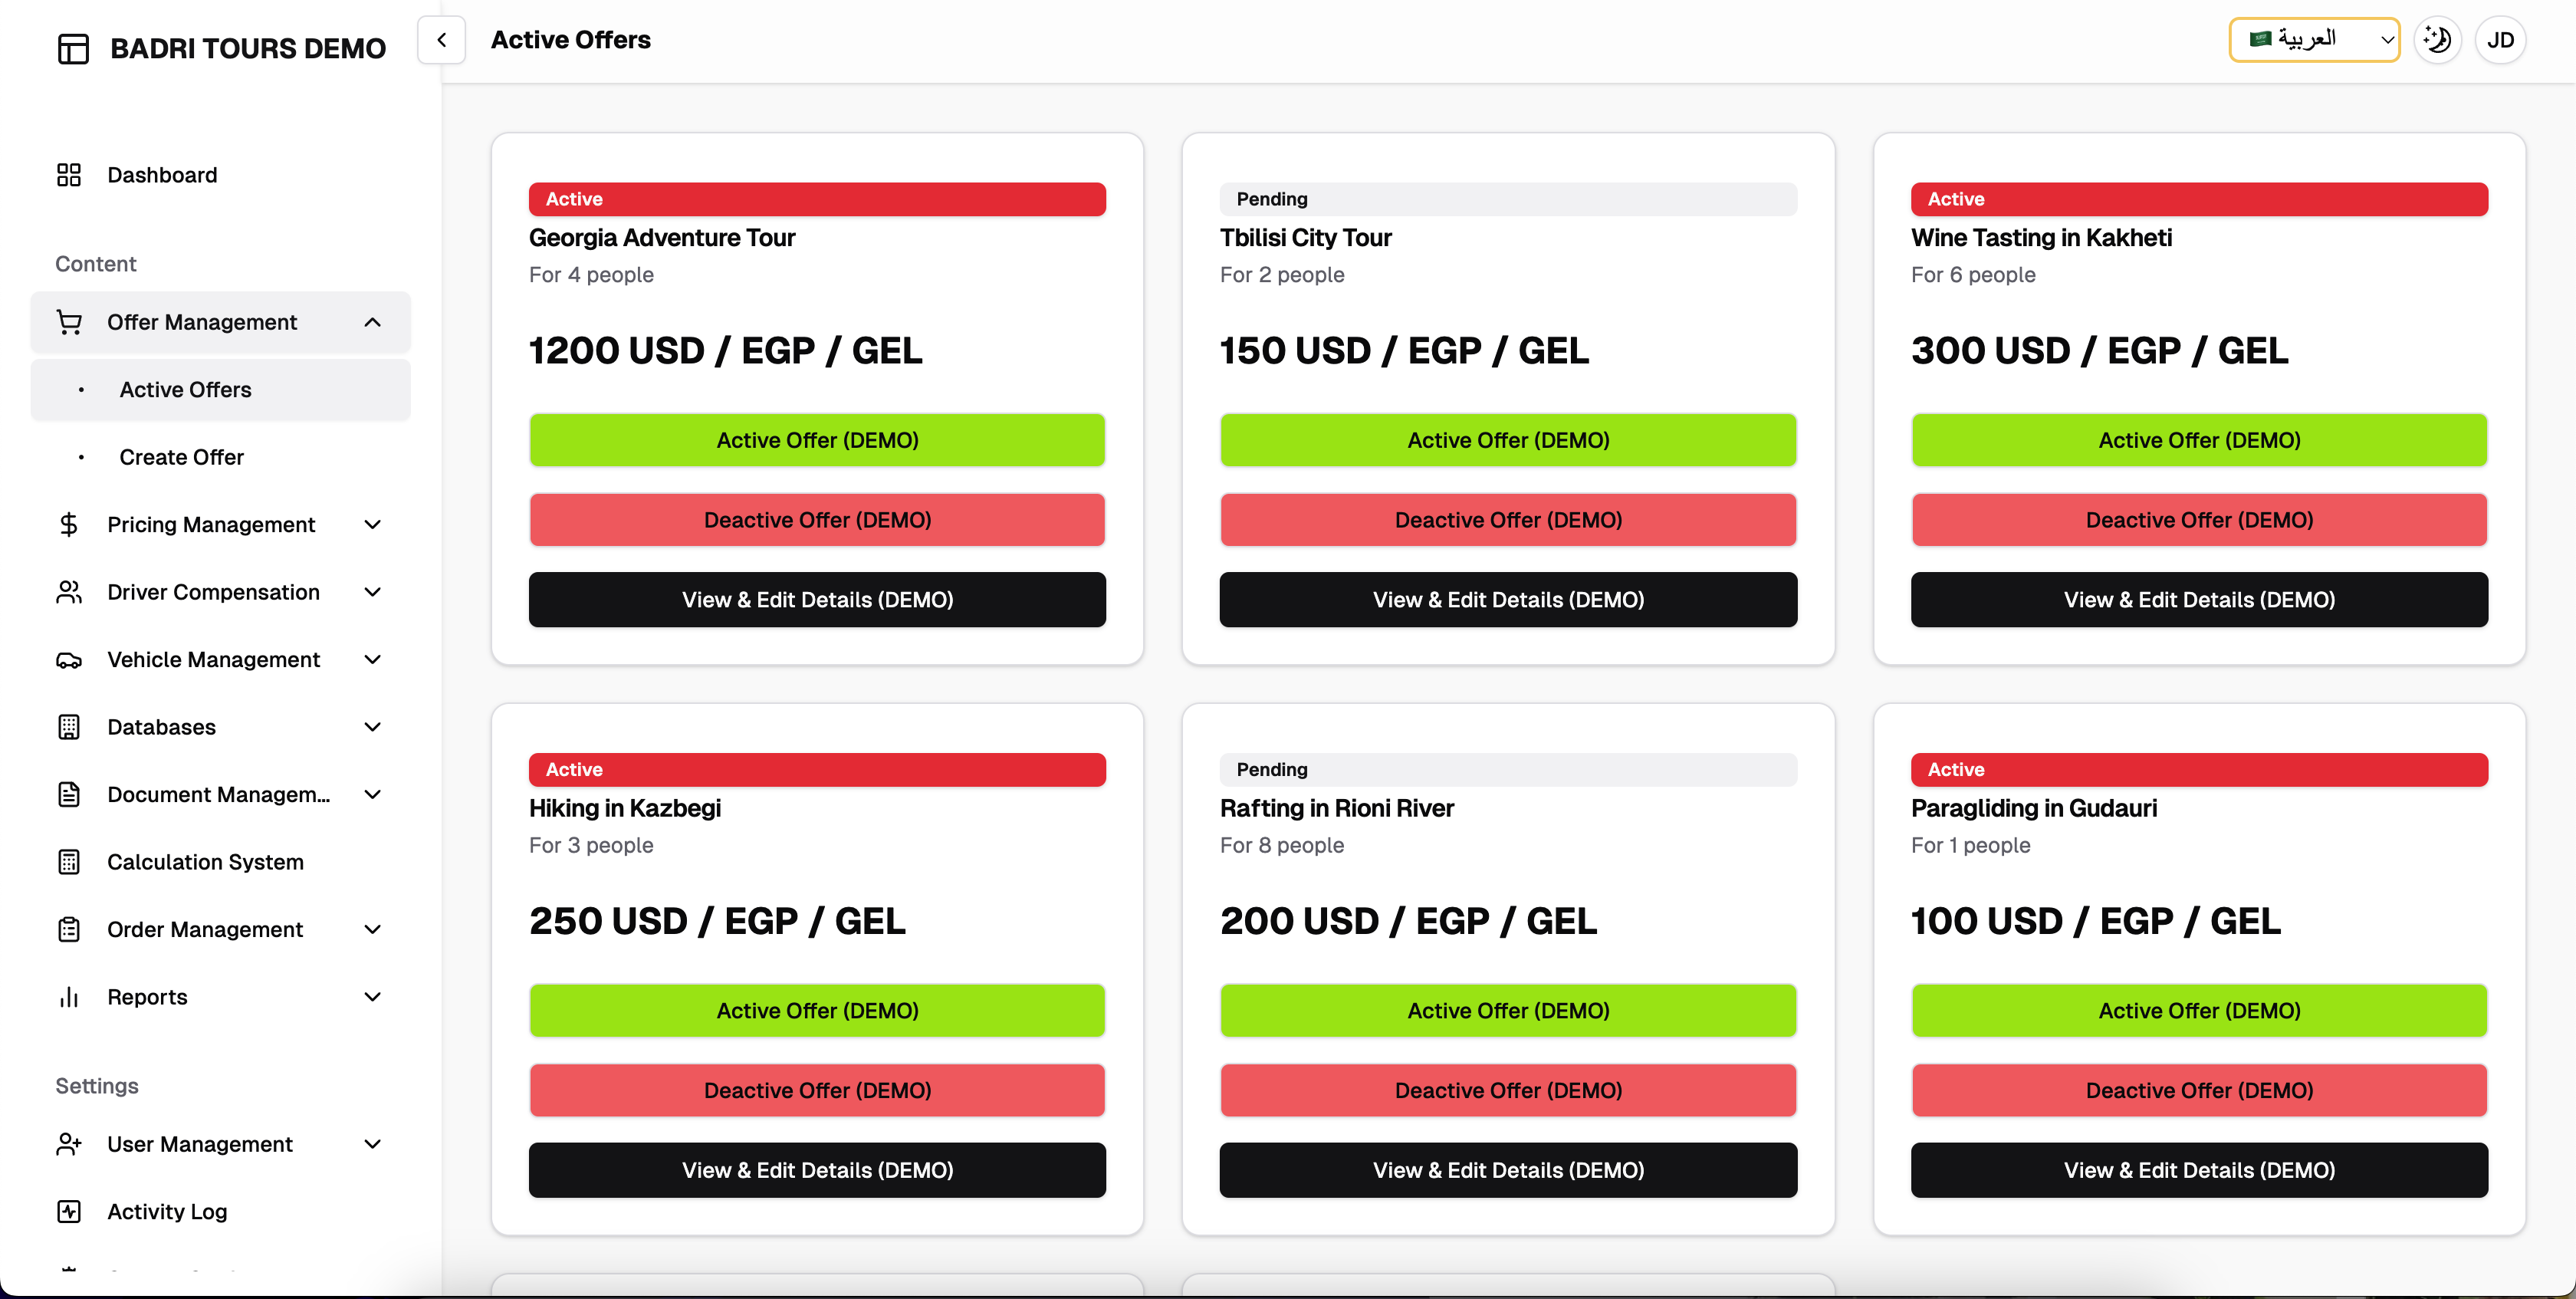 BADRI TOURS DEMO
Active Offers
العربية
JD
Dashboard
Content
Offer Management
Active Offers
Create Offer
Pricing Management
Driver Compensation
Vehicle Management
Databases
Document Managem...
Calculation System
Order Management
Reports
Settings
User Management
Activity Log
Active
Georgia Adventure Tour
For 4 people
1200 USD / EGP / GEL
Active Offer (DEMO)
Deactive Offer (DEMO)
View & Edit Details (DEMO)
Pending
Tbilisi City Tour
For 2 people
150 USD / EGP / GEL
Active Offer (DEMO)
Deactive Offer (DEMO)
View & Edit Details (DEMO)
Active
Wine Tasting in Kakheti
For 6 people
300 USD / EGP / GEL
Active Offer (DEMO)
Deactive Offer (DEMO)
View & Edit Details (DEMO)
Active
Hiking in Kazbegi
For 3 people
250 USD / EGP / GEL
Active Offer (DEMO)
Deactive Offer (DEMO)
View & Edit Details (DEMO)
Pending
Rafting in Rioni River
For 8 people
200 USD / EGP / GEL
Active Offer (DEMO)
Deactive Offer (DEMO)
View & Edit Details (DEMO)
Active
Paragliding in Gudauri
For 1 people
100 USD / EGP / GEL
Active Offer (DEMO)
Deactive Offer (DEMO)
View & Edit Details (DEMO)